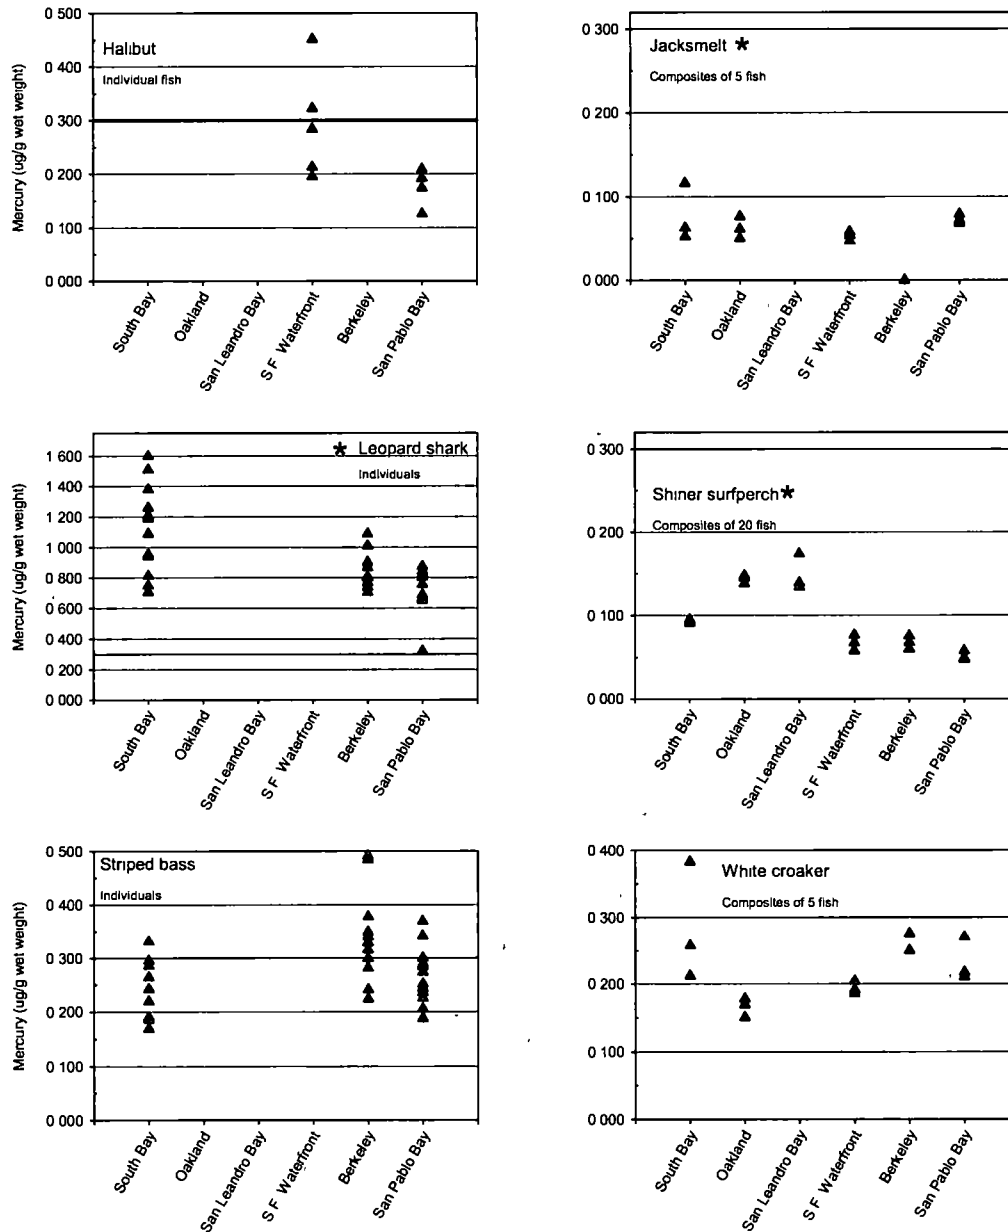 Halibut
Individual fish
Mercury (ug/g wet weight)
0 500
0 400
0 300
0 200
0 100
0 000
South Bay
Oakland
San Leandro Bay
S F Waterfront
Berkeley
San Pablo Bay
Jacksmelt ★
Composites of 5 fish
0 300
0 200
0 100
0 000
South Bay
Oakland
San Leandro Bay
S F Waterfront
Berkeley
San Pablo Bay
★ Leopard shark
Individuals
Mercury (ug/g wet weight)
1 600
1 400
1 200
1 000
0 800
0 600
0 400
0 200
0 000
South Bay
Oakland
San Leandro Bay
S F Waterfront
Berkeley
San Pablo Bay
Shiner surfperch ★
Composites of 20 fish
0 300
0 200
0 100
0 000
South Bay
Oakland
San Leandro Bay
S F Waterfront
Berkeley
San Pablo Bay
Striped bass
Individuals
Mercury (ug/g wet weight)
0 500
0 400
0 300
0 200
0 100
0 000
South Bay
Oakland
San Leandro Bay
S F Waterfront
Berkeley
San Pablo Bay
White croaker
Composites of 5 fish
0 400
0 300
0 200
0 100
0 000
South Bay
Oakland
San Leandro Bay
S F Waterfront
Berkeley
San Pablo Bay